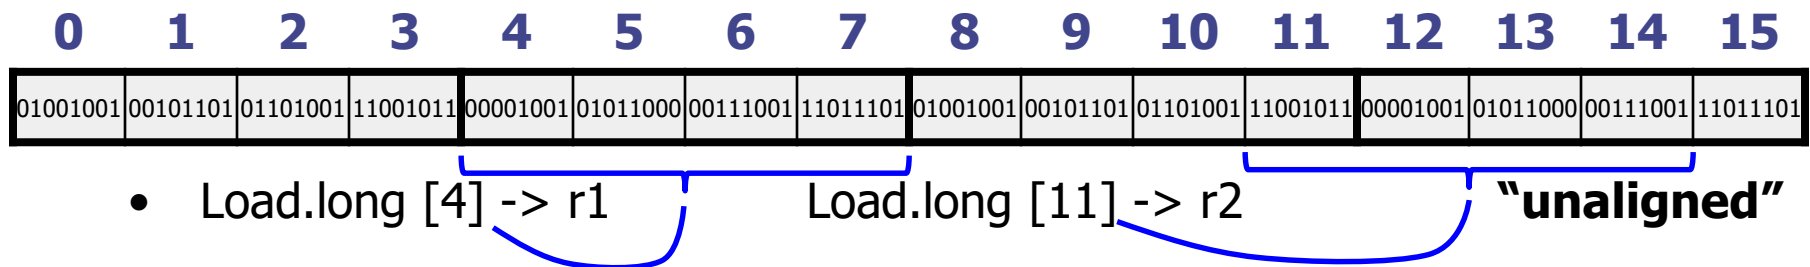 0 1 2 3 4 5 6 7 8 9 10 11 12 13 14 15
01001001 00101101 01101001 11001011 00001001 01011000 00111001 11011101 01001001 00101101 01101001 11001011 00001001 01011000 00111001 11011101
• Load.long [4] -> r1 Load.long [11] -> r2 “unaligned”